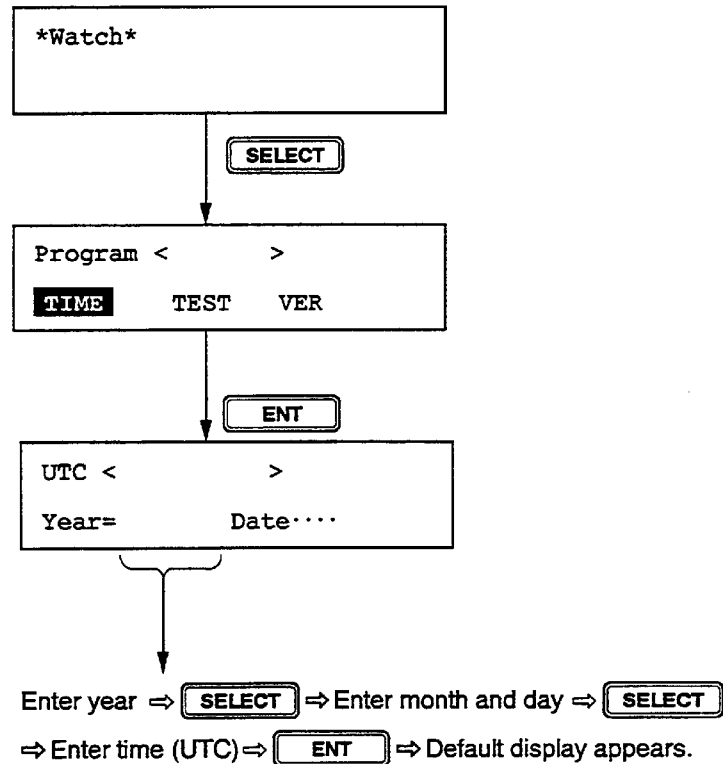 *Watch*
SELECT
Program < >
TIME TEST VER
ENT
UTC < >
Year= Date····
Enter year ⇒ SELECT ⇒ Enter month and day ⇒ SELECT
⇒ Enter time (UTC) ⇒ ENT ⇒ Default display appears.